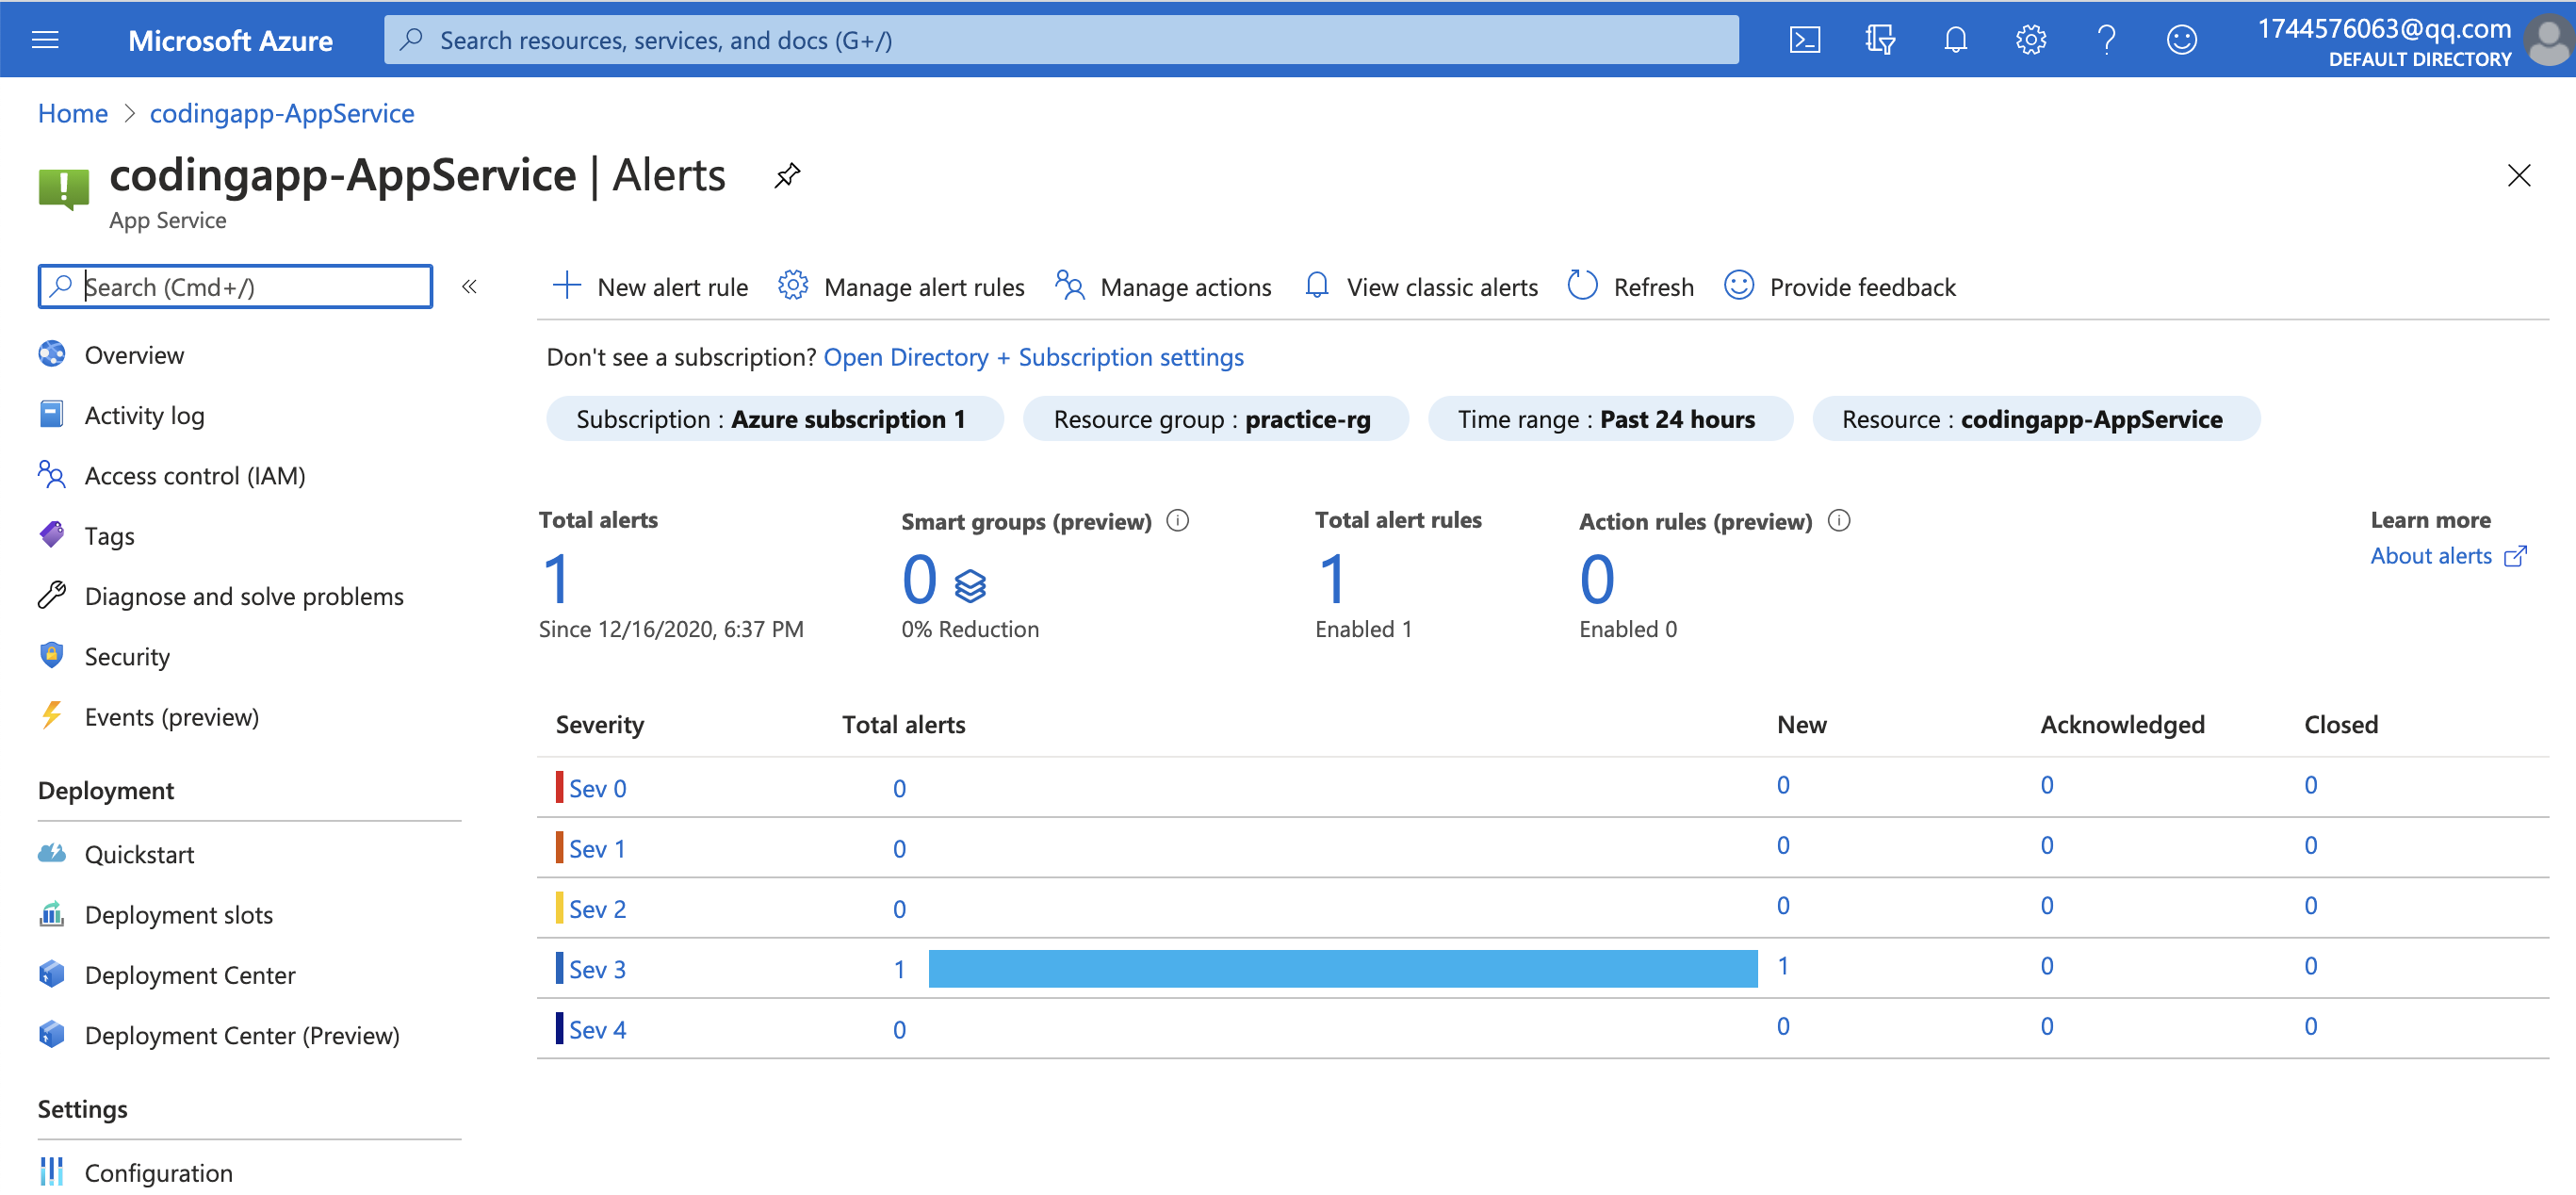 Microsoft Azure
Search resources, services, and docs (G+/)
1744576063@qq.com
DEFAULT DIRECTORY
Home > codingapp-AppService
codingapp-AppService | Alerts
App Service
Search (Cmd+/)
«
Overview
Activity log
Access control (IAM)
Tags
Diagnose and solve problems
Security
Events (preview)
Deployment
Quickstart
Deployment slots
Deployment Center
Deployment Center (Preview)
Settings
Configuration
New alert rule Manage alert rules Manage actions View classic alerts Refresh Provide feedback
Don't see a subscription? Open Directory + Subscription settings
Subscription : Azure subscription 1 Resource group : practice-rg Time range : Past 24 hours Resource : codingapp-AppService
Total alerts
1
Since 12/16/2020, 6:37 PM
Smart groups (preview)
0
0% Reduction
Total alert rules
1
Enabled 1
Action rules (preview)
0
Enabled 0
Learn more
About alerts
Severity Total alerts New Acknowledged Closed
Sev 0 0 0 0 0
Sev 1 0 0 0 0
Sev 2 0 0 0 0
Sev 3 1 1 0 0
Sev 4 0 0 0 0